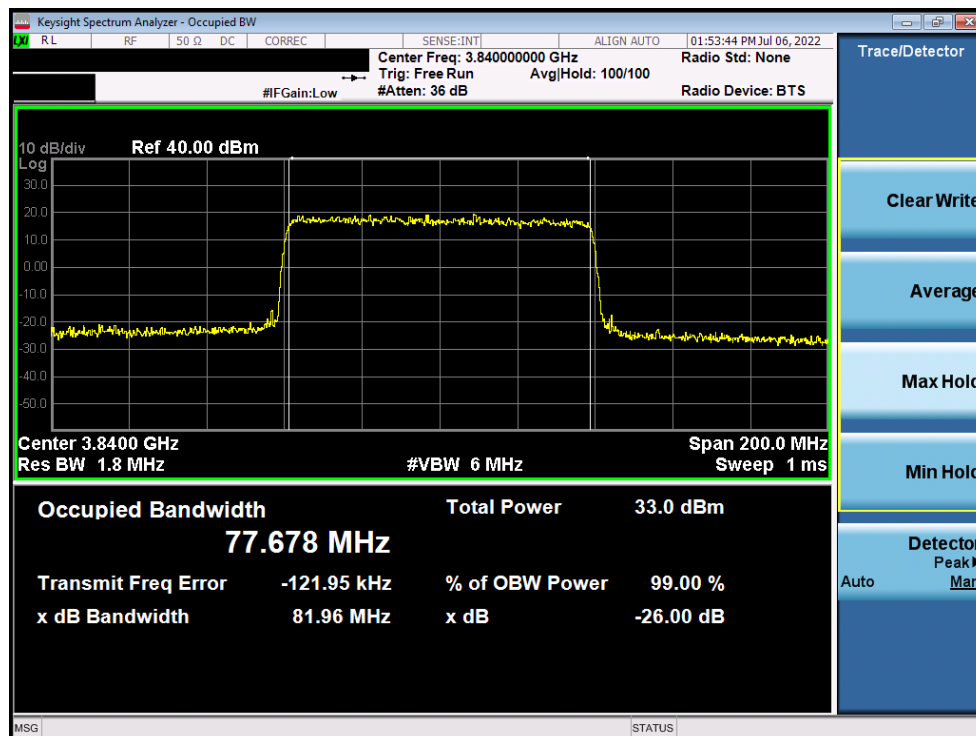 Keysight Spectrum Analyzer - Occupied BW
LXI RL RF 50 Ω DC CORREC SENSE:INT ALIGN AUTO 01:53:44 PM Jul 06, 2022
Center Freq: 3.840000000 GHz Radio Std: None
Trig: Free Run Avg|Hold: 100/100
#IFGain:Low #Atten: 36 dB Radio Device: BTS
Trace/Detector
10 dB/div Ref 40.00 dBm
Log
30.0
20.0
10.0
0.00
-10.0
-20.0
-30.0
-40.0
-50.0
Center 3.8400 GHz Span 200.0 MHz
Res BW 1.8 MHz #VBW 6 MHz Sweep 1 ms
Occupied Bandwidth Total Power 33.0 dBm
77.678 MHz
Transmit Freq Error -121.95 kHz % of OBW Power 99.00 %
x dB Bandwidth 81.96 MHz x dB -26.00 dB
Clear Write
Average
Max Hold
Min Hold
Detector
Peak
Auto Man
MSG STATUS